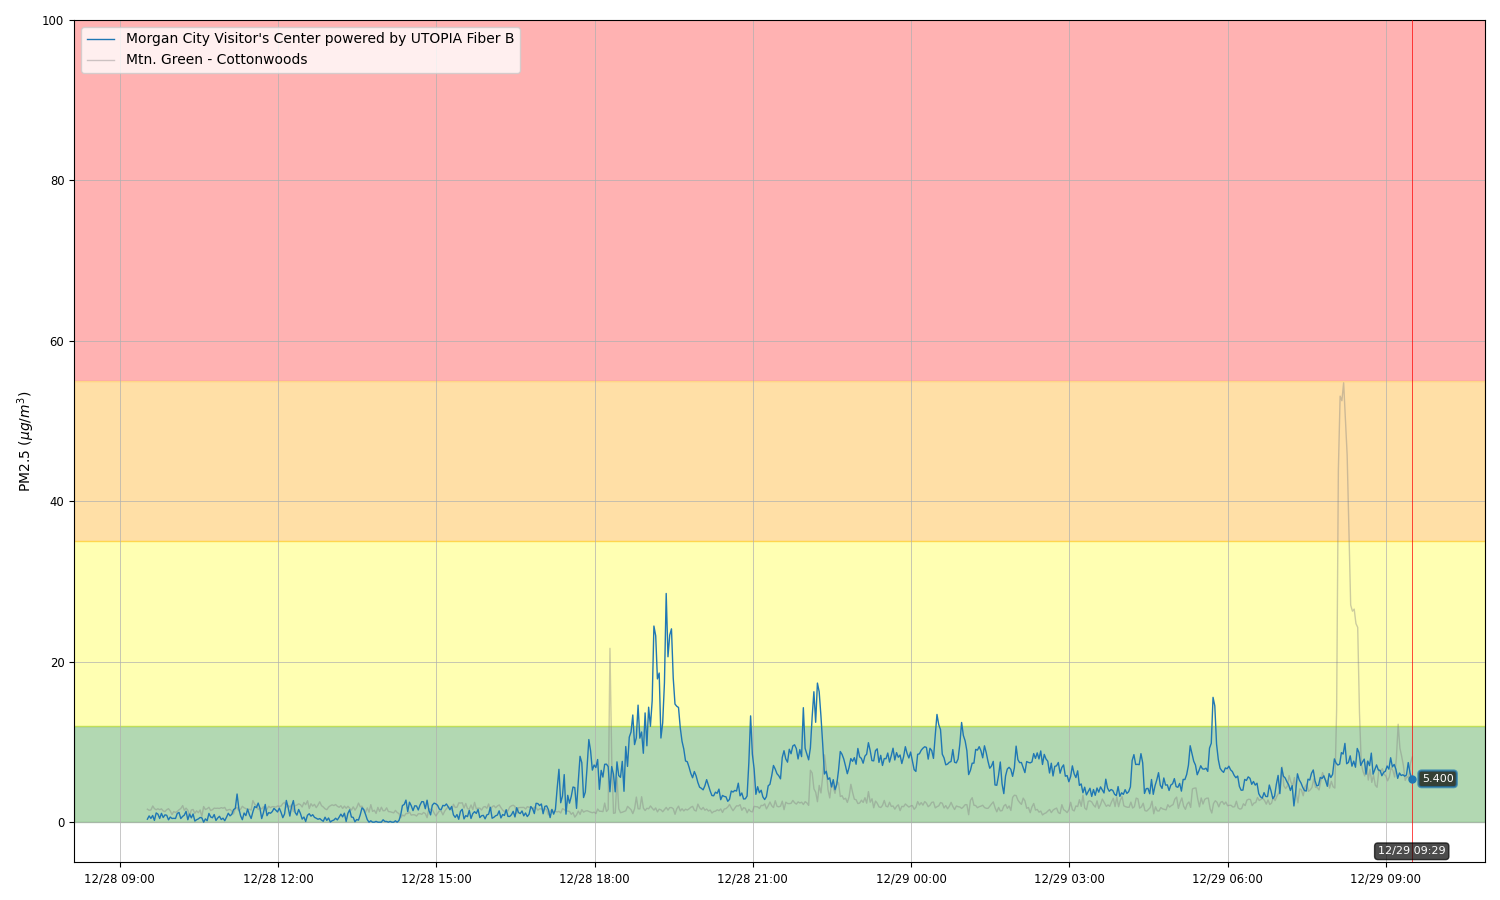 100
Morgan City Visitor's Center powered by UTOPIA Fiber B
Mtn. Green - Cottonwoods
80
60
PM2.5 (μg/m³)
40
20
5.400
0
12/29 09:29
12/28 09:00 12/28 12:00 12/28 15:00 12/28 18:00 12/28 21:00 12/29 00:00 12/29 03:00 12/29 06:00 12/29 09:00